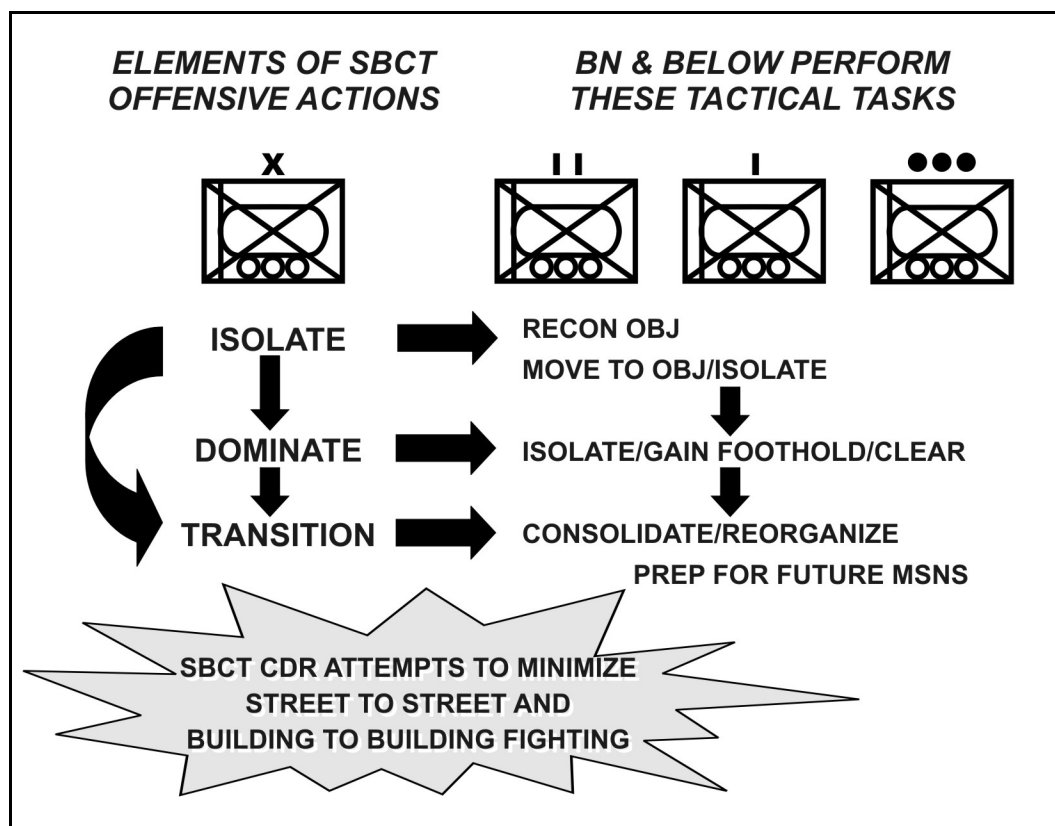 ELEMENTS OF SBCT
OFFENSIVE ACTIONS
BN & BELOW PERFORM
THESE TACTICAL TASKS
X
I I
I
●●●
ISOLATE
RECON OBJ
MOVE TO OBJ/ISOLATE
DOMINATE
ISOLATE/GAIN FOOTHOLD/CLEAR
TRANSITION
CONSOLIDATE/REORGANIZE
PREP FOR FUTURE MSNS
SBCT CDR ATTEMPTS TO MINIMIZE
STREET TO STREET AND
BUILDING TO BUILDING FIGHTING